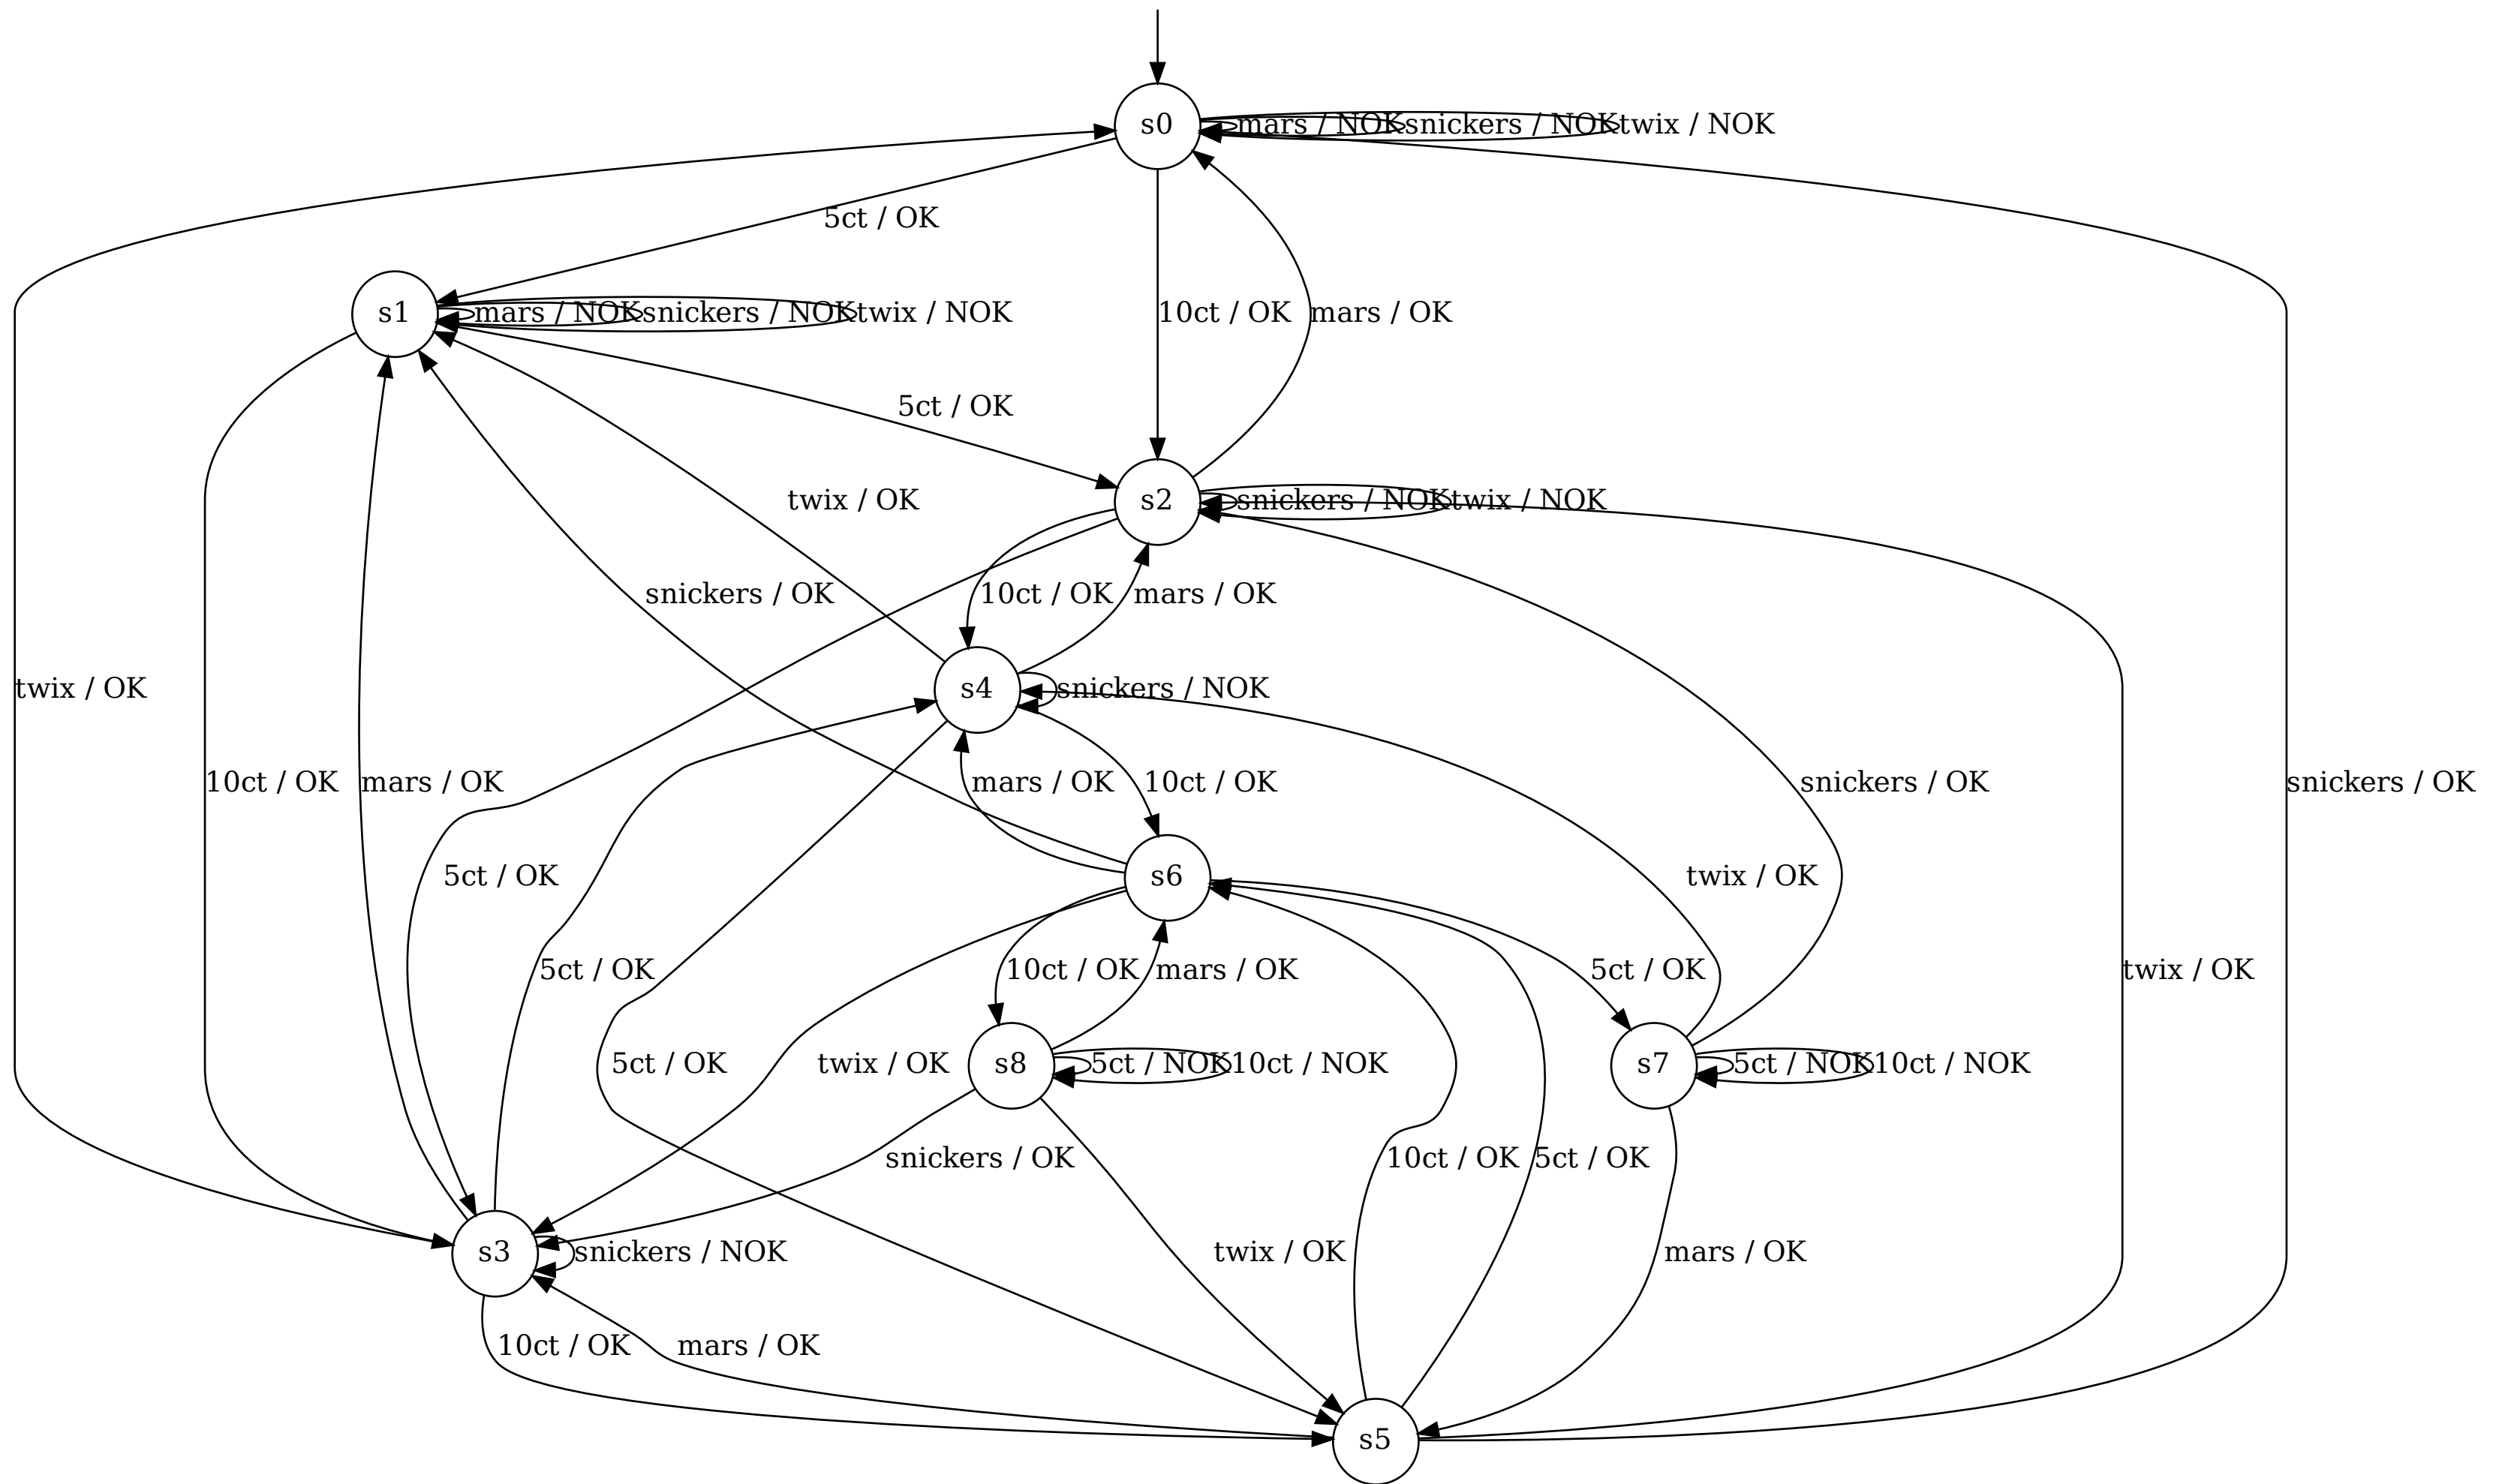 s0
mars / NOK
snickers / NOK
twix / NOK
5ct / OK
s1
mars / NOK
snickers / NOK
twix / NOK
10ct / OK
mars / OK
5ct / OK
s2
snickers / NOK
twix / NOK
twix / OK
snickers / OK
10ct / OK
mars / OK
s4
snickers / NOK
twix / OK
10ct / OK
mars / OK
mars / OK
10ct / OK
snickers / OK
snickers / OK
5ct / OK
s6
twix / OK
5ct / OK
10ct / OK
mars / OK
5ct / OK
twix / OK
5ct / OK
twix / OK
s8
5ct / NOK
10ct / NOK
s7
5ct / NOK
10ct / NOK
snickers / OK
10ct / OK
5ct / OK
s3
snickers / NOK
twix / OK
mars / OK
10ct / OK
mars / OK
s5